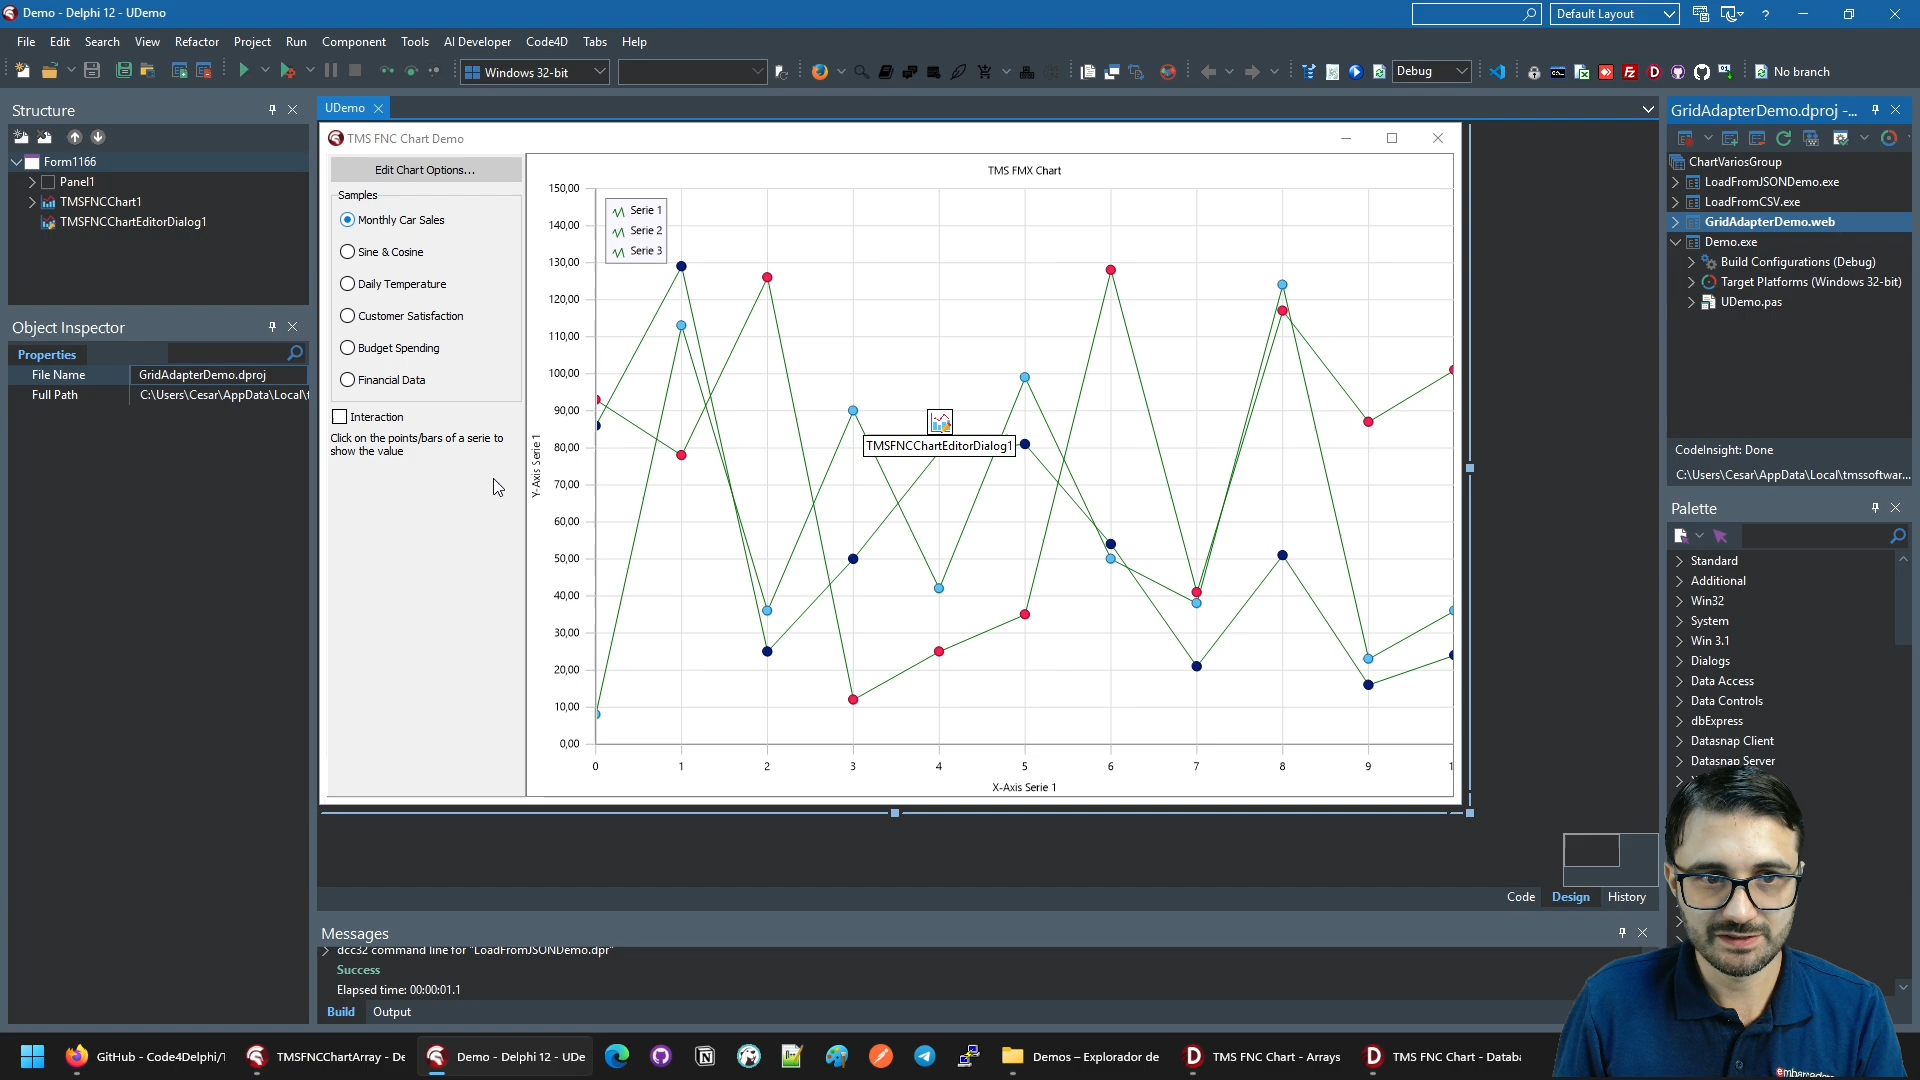 Demo - Delphi 12 - UDemo
Default Layout
?
File Edit Search View Refactor Project Run Component Tools AI Developer Code4D Tabs Help
Windows 32-bit
Debug
No branch
Structure
Form1166
Panel1
TMSFNCChart1
TMSFNCChartEditorDialog1
Object Inspector
Properties
File Name GridAdapterDemo.dproj
Full Path C:\Users\Cesar\AppData\Local\t
UDemo
TMS FNC Chart Demo
Edit Chart Options...
Samples
Monthly Car Sales
Sine & Cosine
Daily Temperature
Customer Satisfaction
Budget Spending
Financial Data
Interaction
Click on the points/bars of a serie to
show the value
TMS FMX Chart
Serie 1
Serie 2
Serie 3
150,00
140,00
130,00
120,00
110,00
100,00
90,00
80,00
70,00
60,00
50,00
40,00
30,00
20,00
10,00
0,00
Y-Axis Serie 1
TMSFNCChartEditorDialog1
0 1 2 3 4 5 6 7 8 9 1
X-Axis Serie 1
Code Design History
Messages
dcc32 command line for "LoadFromJSONDemo.dpr"
Success
Elapsed time: 00:00:01.1
Build Output
GridAdapterDemo.dproj -...
ChartVariosGroup
LoadFromJSONDemo.exe
LoadFromCSV.exe
GridAdapterDemo.web
Demo.exe
Build Configurations (Debug)
Target Platforms (Windows 32-bit)
UDemo.pas
CodeInsight: Done
C:\Users\Cesar\AppData\Local\tmssoftwar...
Palette
Standard
Additional
Win32
System
Win 3.1
Dialogs
Data Access
Data Controls
dbExpress
Datasnap Client
Datasnap Server
GitHub - Code4Delphi/T
TMSFNCChartArray - De
Demo - Delphi 12 - UDe
Demos – Explorador de
TMS FNC Chart - Arrays
TMS FNC Chart - Databa
embarcadero